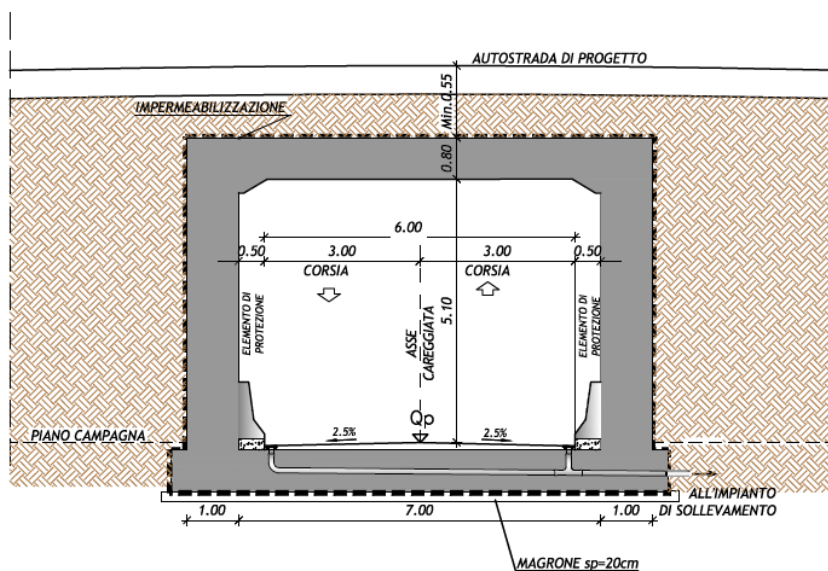 AUTOSTRADA DI PROGETTO
Min.0.55
IMPERMEABILIZZAZIONE
0.80
6.00
0.50
3.00
3.00
0.50
CORSIA
CORSIA
ELEMENTO DI
PROTEZIONE
ASSE
CAREGGIATA
5.10
ELEMENTO DI
PROTEZIONE
Qp
PIANO CAMPAGNA
2.5%
2.5%
ALL'IMPIANTO
DI SOLLEVAMENTO
1.00
7.00
1.00
MAGRONE sp=20cm